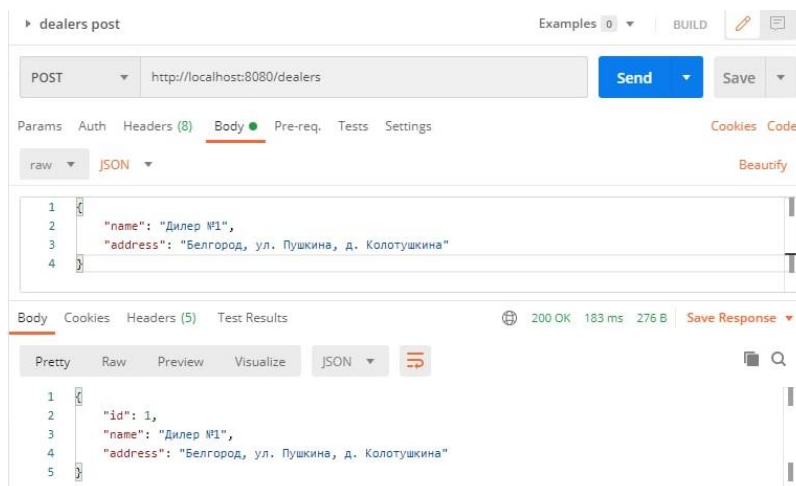 dealers post Examples 0 BUILD
POST http://localhost:8080/dealers Send Save
Params Auth Headers (8) Body Pre-req. Tests Settings Cookies Code
raw JSON Beautify
1 {
2 "name": "Дилер №1",
3 "address": "Белгород, ул. Пушкина, д. Колотушкина"
4 }
Body Cookies Headers (5) Test Results 200 OK 183 ms 276 B Save Response
Pretty Raw Preview Visualize JSON
1 {
2 "id": 1,
3 "name": "Дилер №1",
4 "address": "Белгород, ул. Пушкина, д. Колотушкина"
5 }